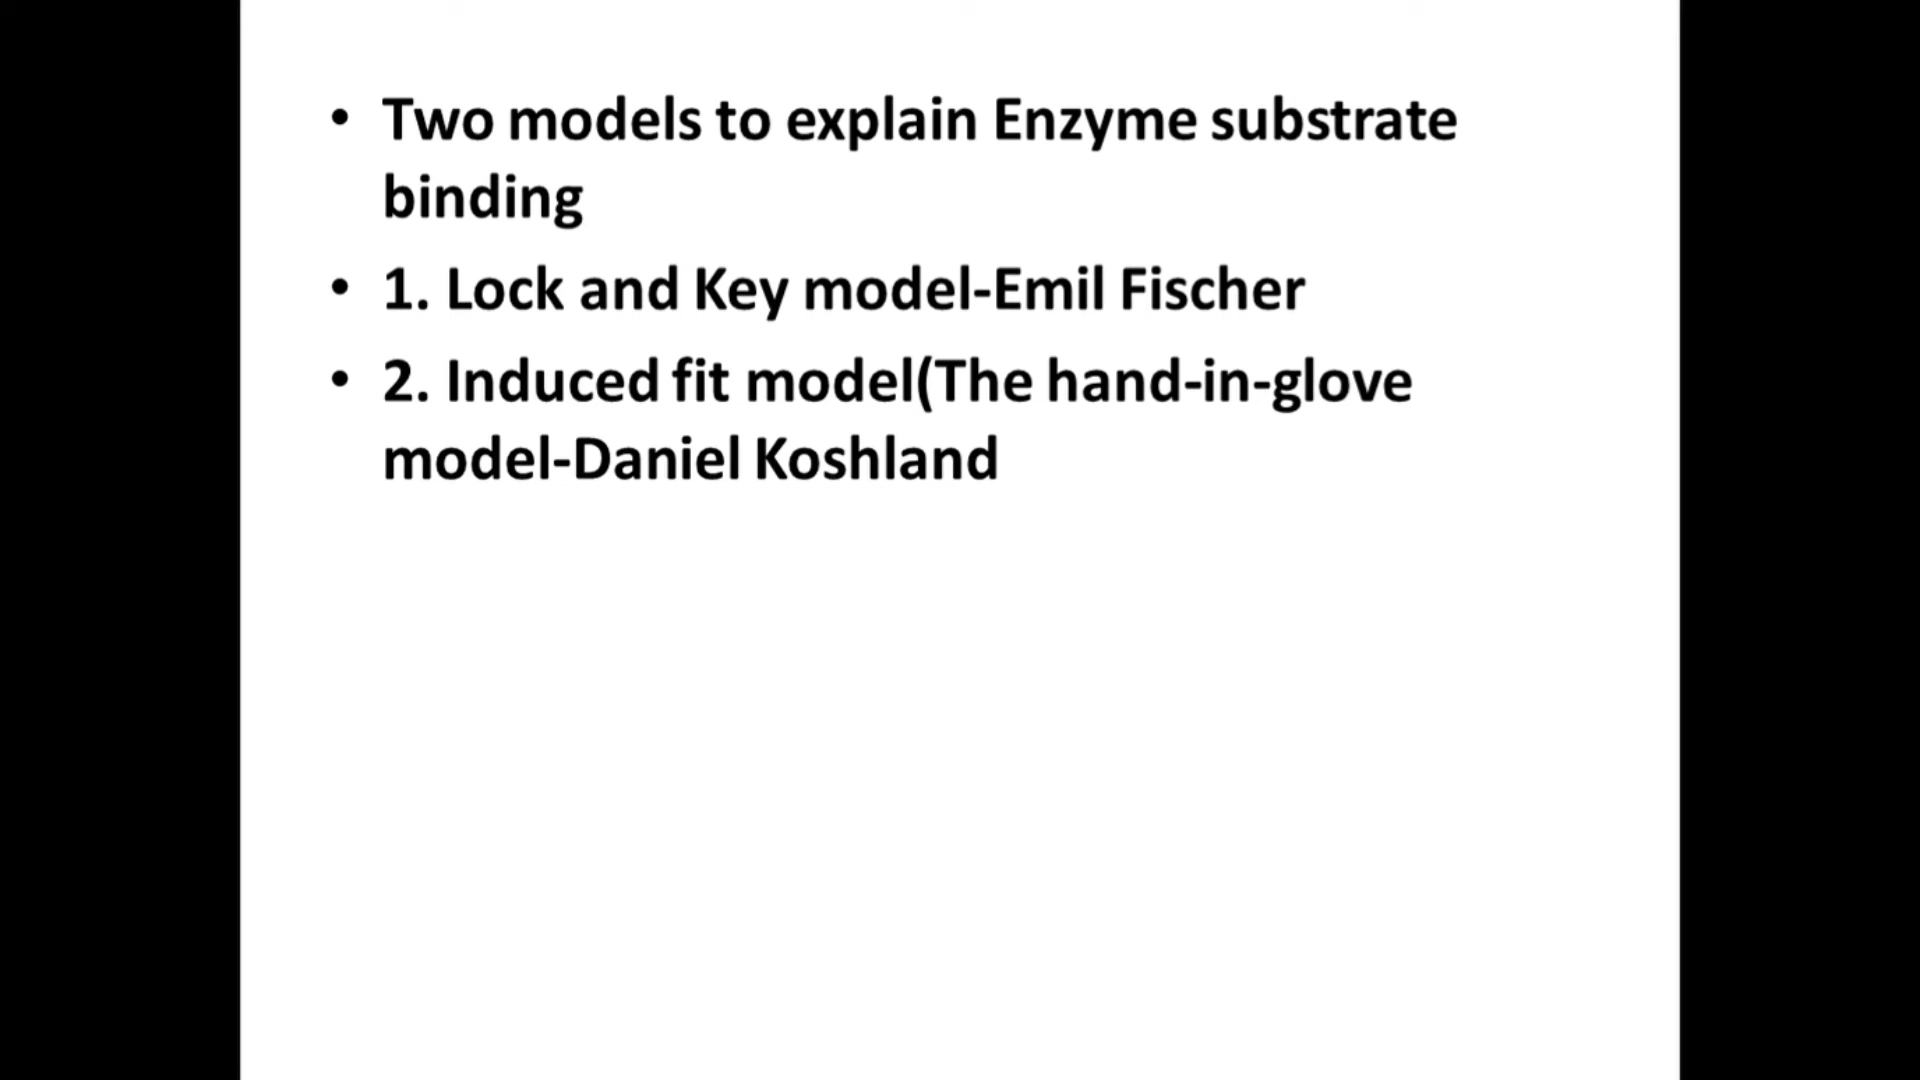 • Two models to explain Enzyme substrate
binding
• 1. Lock and Key model-Emil Fischer
• 2. Induced fit model(The hand-in-glove
model-Daniel Koshland